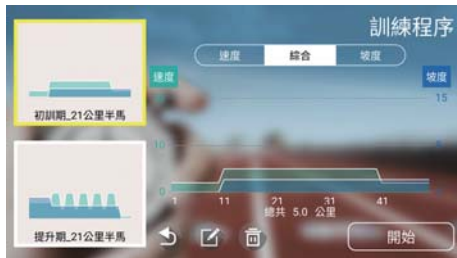 訓練程序
速度 綜合 坡度
速度 坡度
15
初訓期_21公里半馬
10
0
1 11 21 31 41
總共 5.0 公里
提升期_21公里半馬
開始